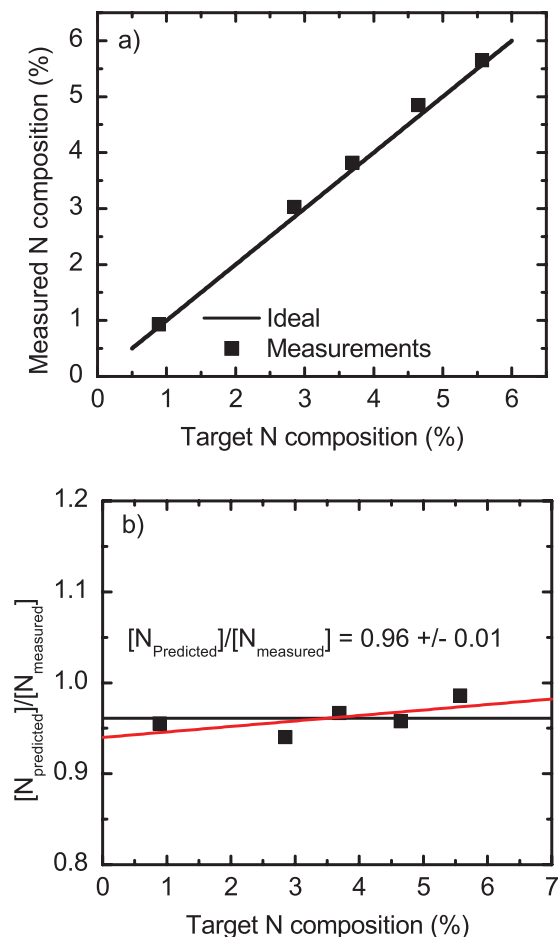 a)
6
5
4
3
2
1
0
Measured N composition (%)
Ideal
Measurements
0 1 2 3 4 5 6
Target N composition (%)
b)
1.2
1.1
1.0
0.9
0.8
[N_predicted]/[N_measured]
[N_Predicted]/[N_measured] = 0.96 +/- 0.01
0 1 2 3 4 5 6 7
Target N composition (%)